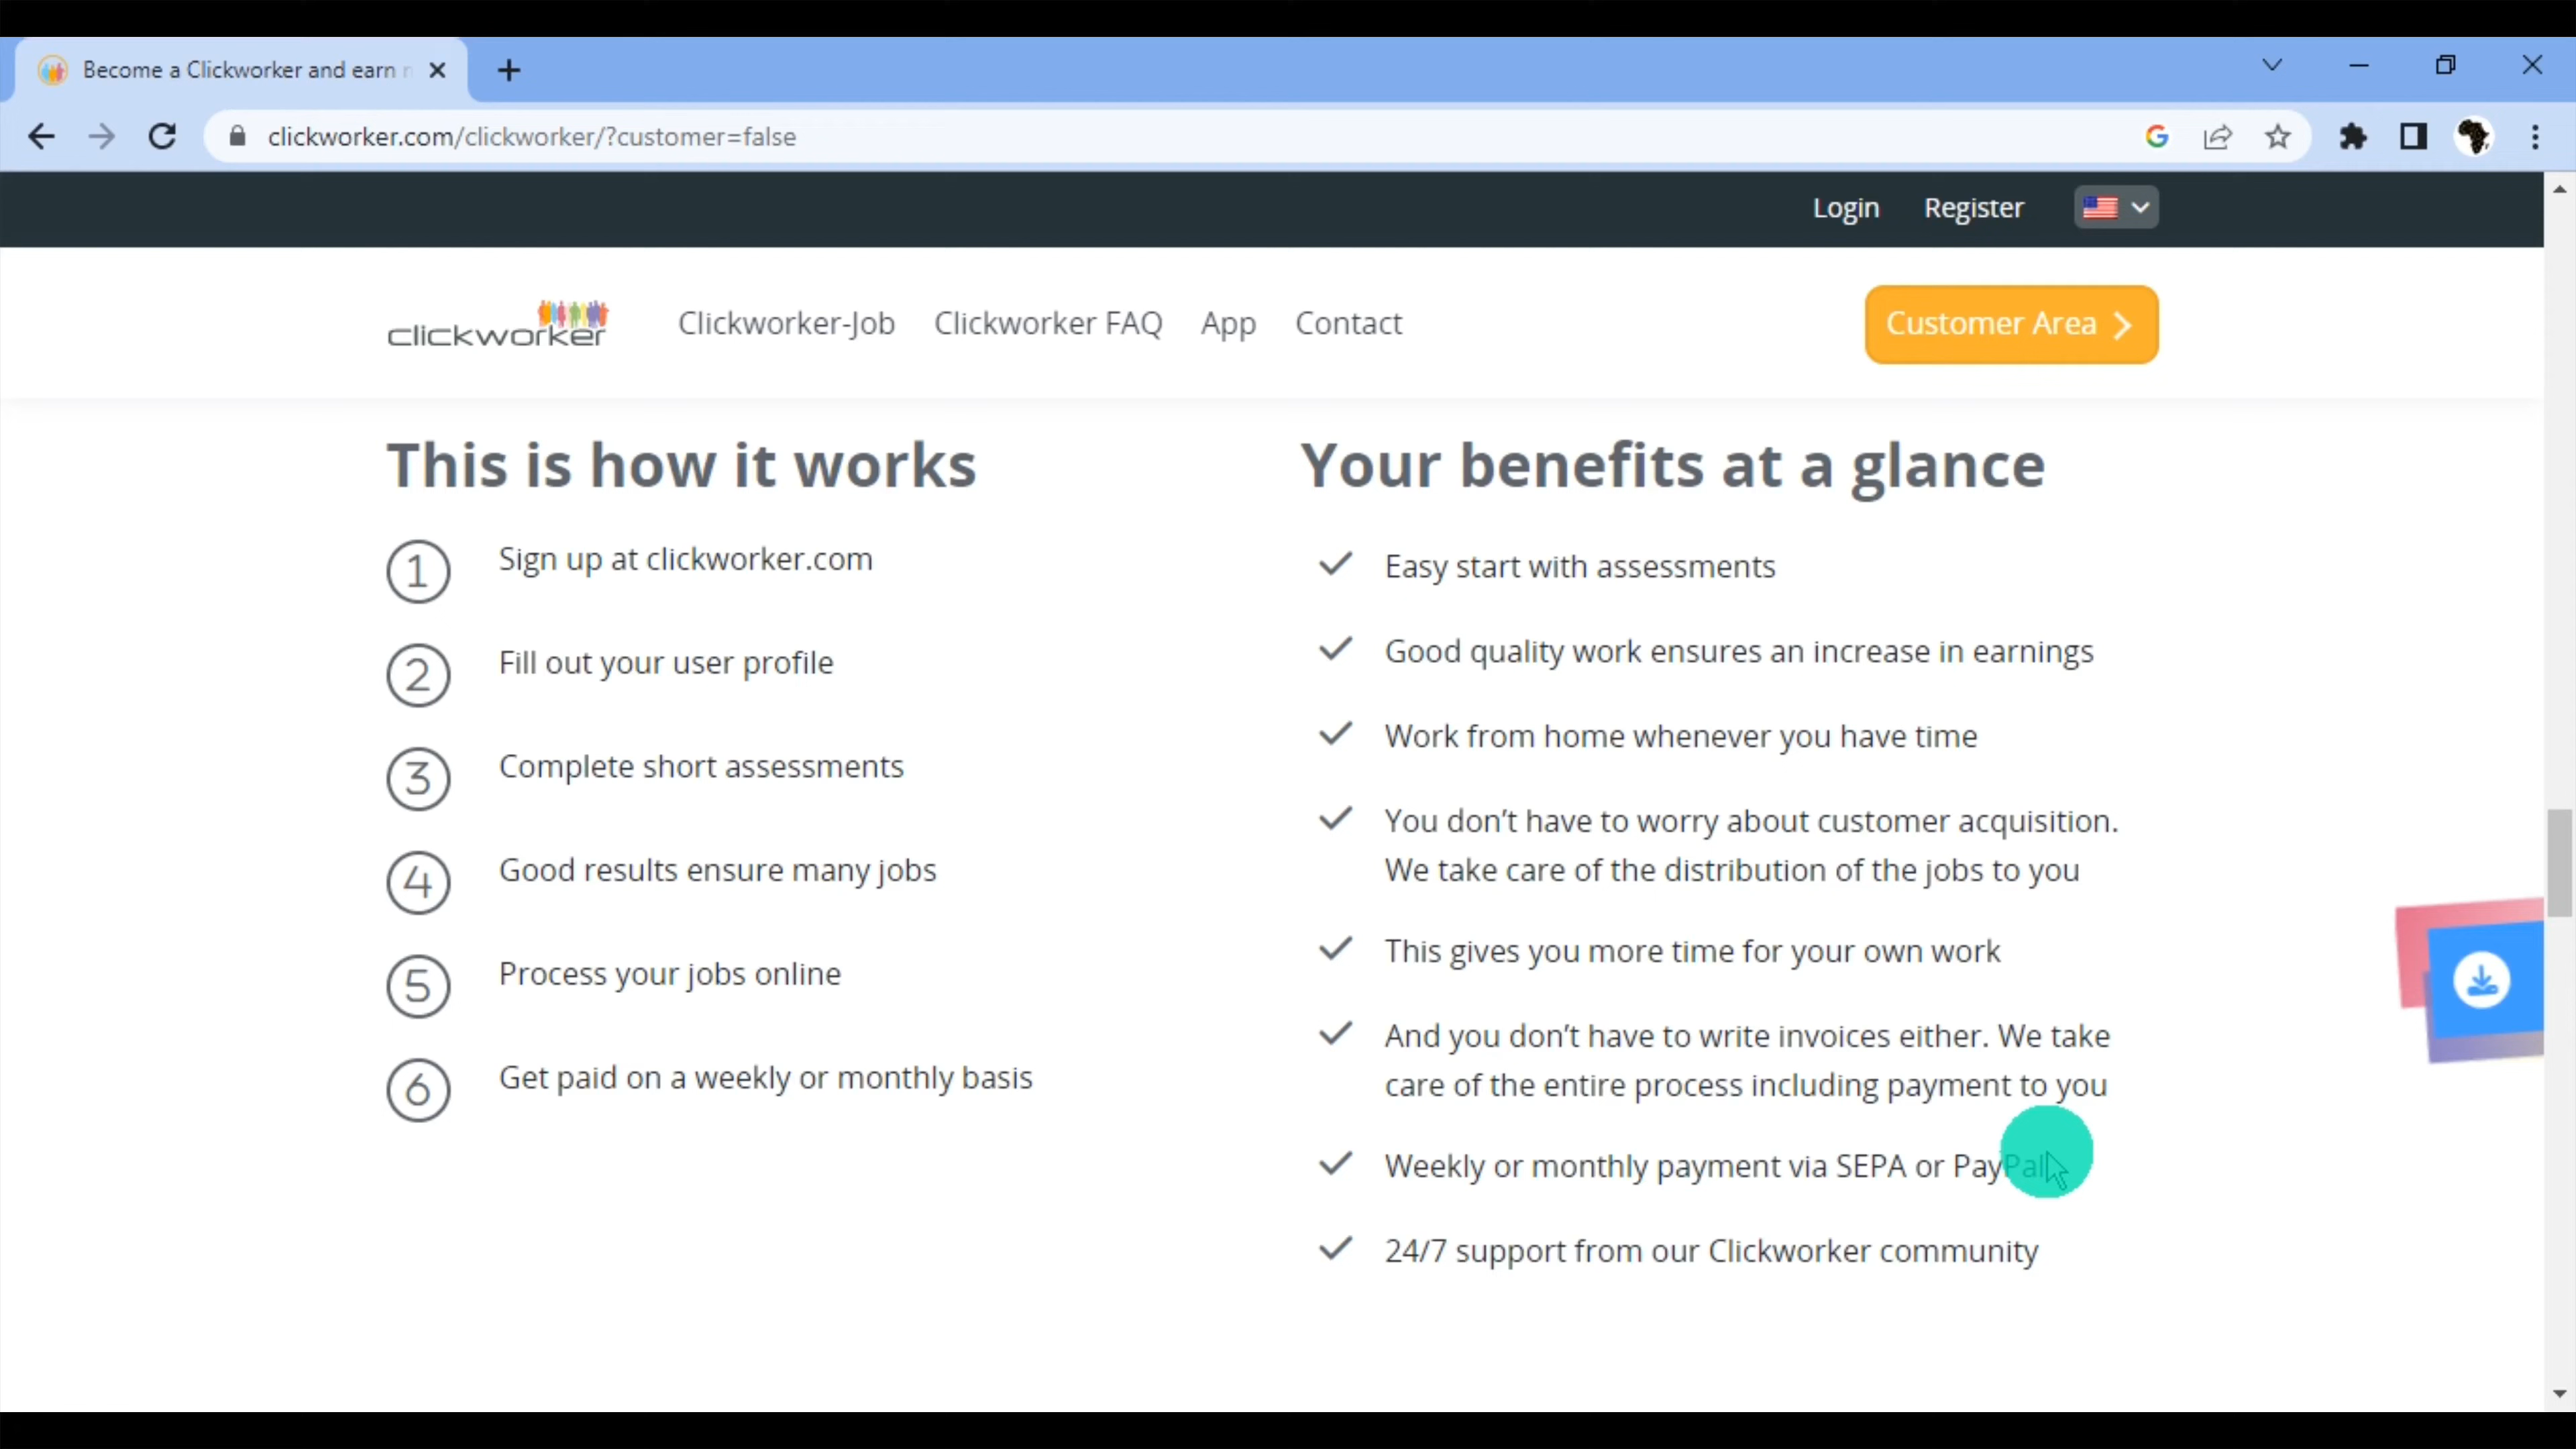 Become a Clickworker and earn
clickworker.com/clickworker/?customer=false
Login Register
clickworker Clickworker-Job Clickworker FAQ App Contact Customer Area
This is how it works
1 Sign up at clickworker.com
2 Fill out your user profile
3 Complete short assessments
4 Good results ensure many jobs
5 Process your jobs online
6 Get paid on a weekly or monthly basis
Your benefits at a glance
Easy start with assessments
Good quality work ensures an increase in earnings
Work from home whenever you have time
You don't have to worry about customer acquisition.
We take care of the distribution of the jobs to you
This gives you more time for your own work
And you don't have to write invoices either. We take
care of the entire process including payment to you
Weekly or monthly payment via SEPA or PayPal
24/7 support from our Clickworker community